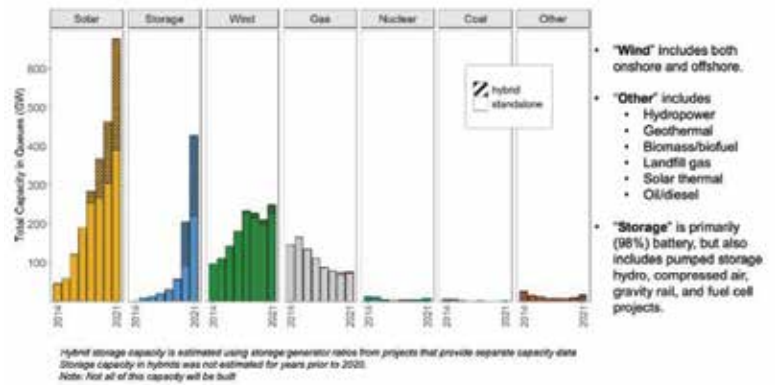 Solar Storage Wind Gas Nuclear Coal Other
Total Capacity in Queues (GW)
600
500
400
300
200
100
hybrid
standalone
2014 2021 2014 2021 2014 2021 2014 2021 2014 2021 2014 2021 2014 2021
• "Wind" includes both
onshore and offshore.
• "Other" includes
• Hydropower
• Geothermal
• Biomass/biofuel
• Landfill gas
• Solar thermal
• Oil/diesel
• "Storage" is primarily
(98%) battery, but also
includes pumped storage
hydro, compressed air,
gravity rail, and fuel cell
projects.
Hybrid storage capacity is estimated using storage:generator ratios from projects that provide separate capacity data
Storage capacity in hybrids was not estimated for years prior to 2020.
Note: Not all of this capacity will be built